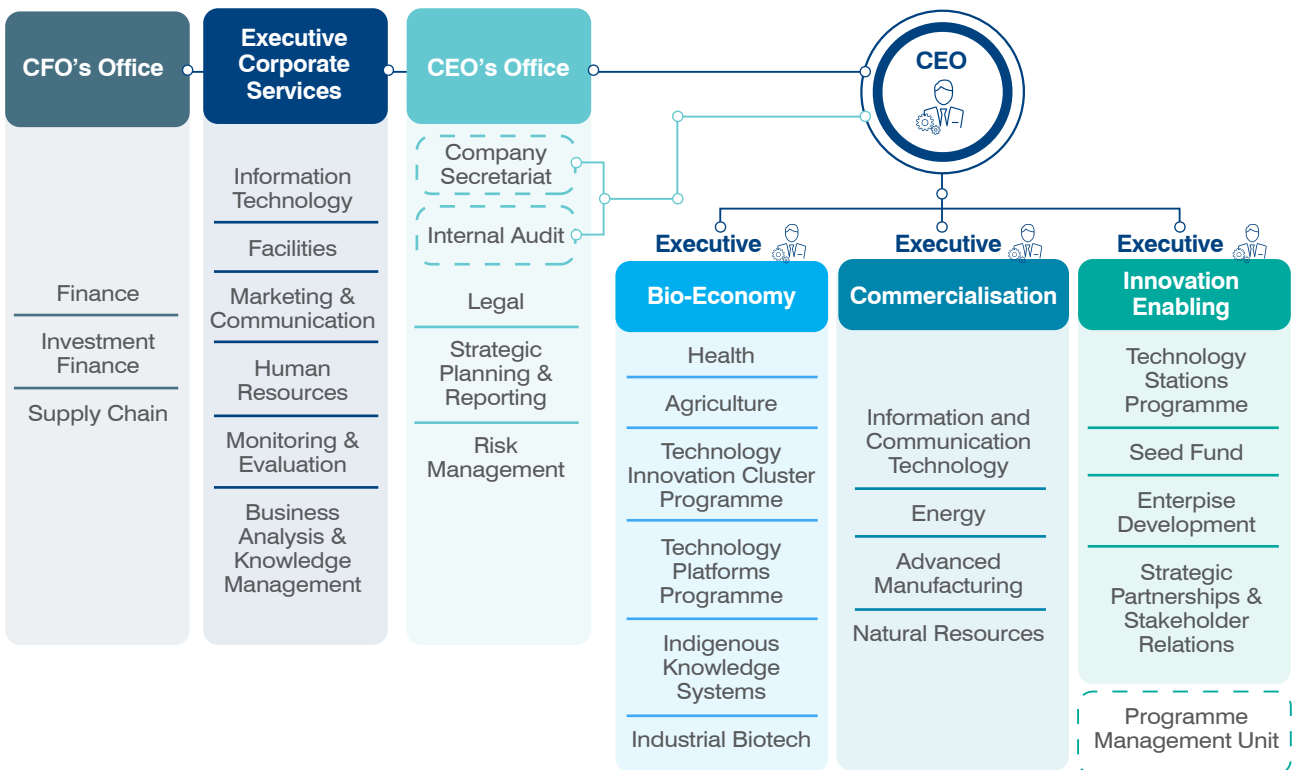 CFO's Office
Finance
Investment
Finance
Supply Chain
Executive
Corporate
Services
Information
Technology
Facilities
Marketing &
Communication
Human
Resources
Monitoring &
Evaluation
Business
Analysis &
Knowledge
Management
CEO's Office
Company
Secretariat
Internal Audit
Legal
Strategic
Planning &
Reporting
Risk
Management
CEO
Executive
Bio-Economy
Health
Agriculture
Technology
Innovation Cluster
Programme
Technology
Platforms
Programme
Indigenous
Knowledge
Systems
Industrial Biotech
Executive
Commercialisation
Information and
Communication
Technology
Energy
Advanced
Manufacturing
Natural Resources
Executive
Innovation
Enabling
Technology
Stations
Programme
Seed Fund
Enterpise
Development
Strategic
Partnerships &
Stakeholder
Relations
Programme
Management Unit